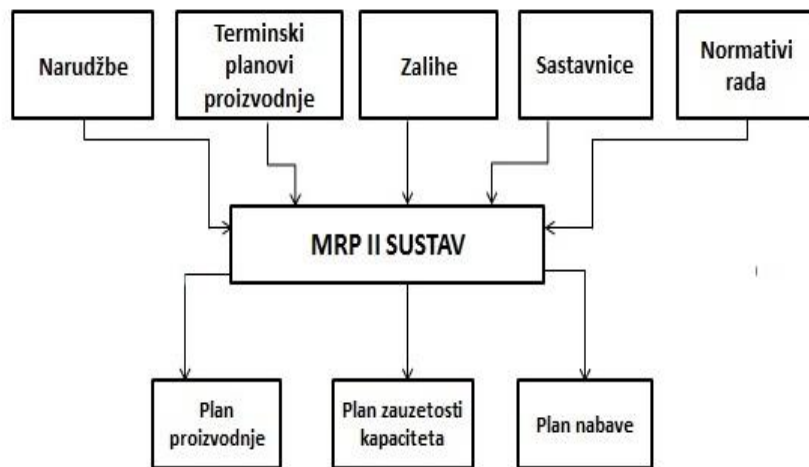 Narudžbe
Terminski
planovi
proizvodnje
Zalihe
Sastavnice
Normativi
rada
MRP II SUSTAV
Plan
proizvodnje
Plan zauzetosti
kapaciteta
Plan nabave